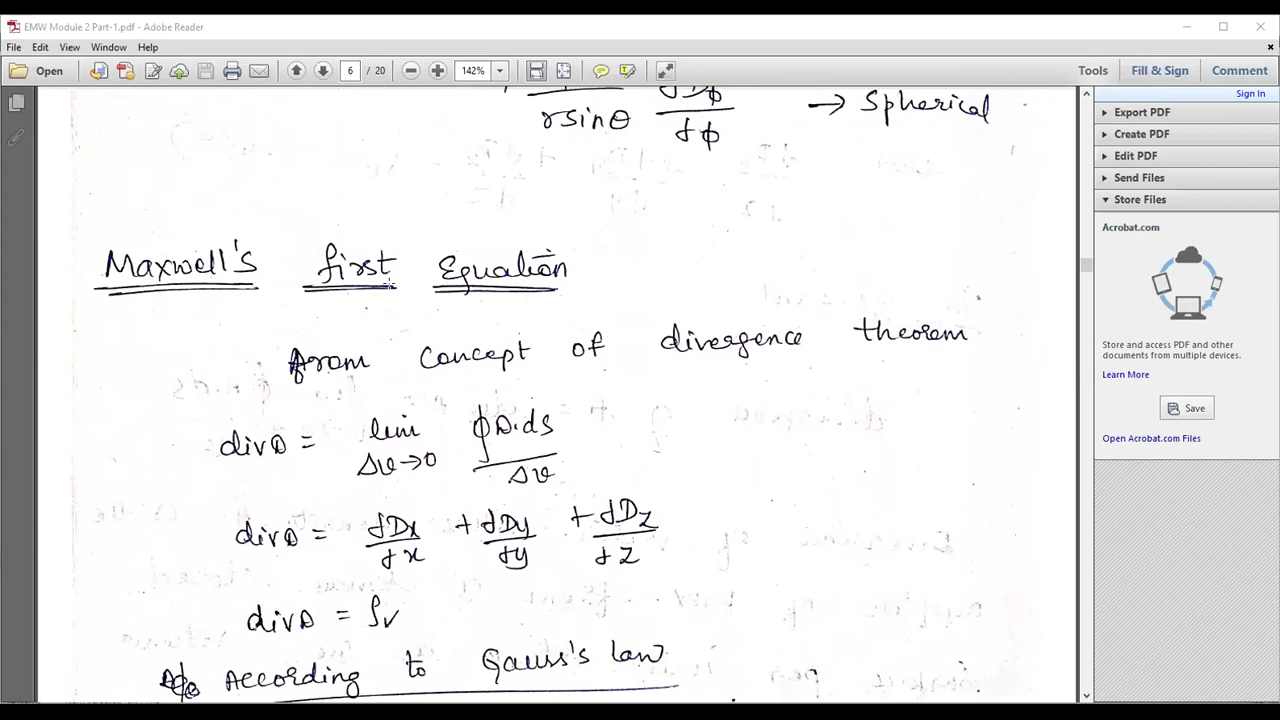 EMW Module 2 Part-1.pdf - Adobe Reader
File Edit View Window Help
Open 6 / 20 142% Tools Fill & Sign Comment
Sign In
Export PDF
Create PDF
Edit PDF
Send Files
Store Files
Acrobat.com
Store and access PDF and other
documents from multiple devices.
Learn More
Save
Open Acrobat.com Files
rsinθ ∂Dϕ/∂ϕ → Spherical
Maxwell's first Equation
from concept of divergence theorem
divD = lim Δv→0 ∮D.ds/Δv
divD = ∂Dx/∂x + ∂Dy/∂y + ∂Dz/∂z
divD = ρv
According to Gauss's law